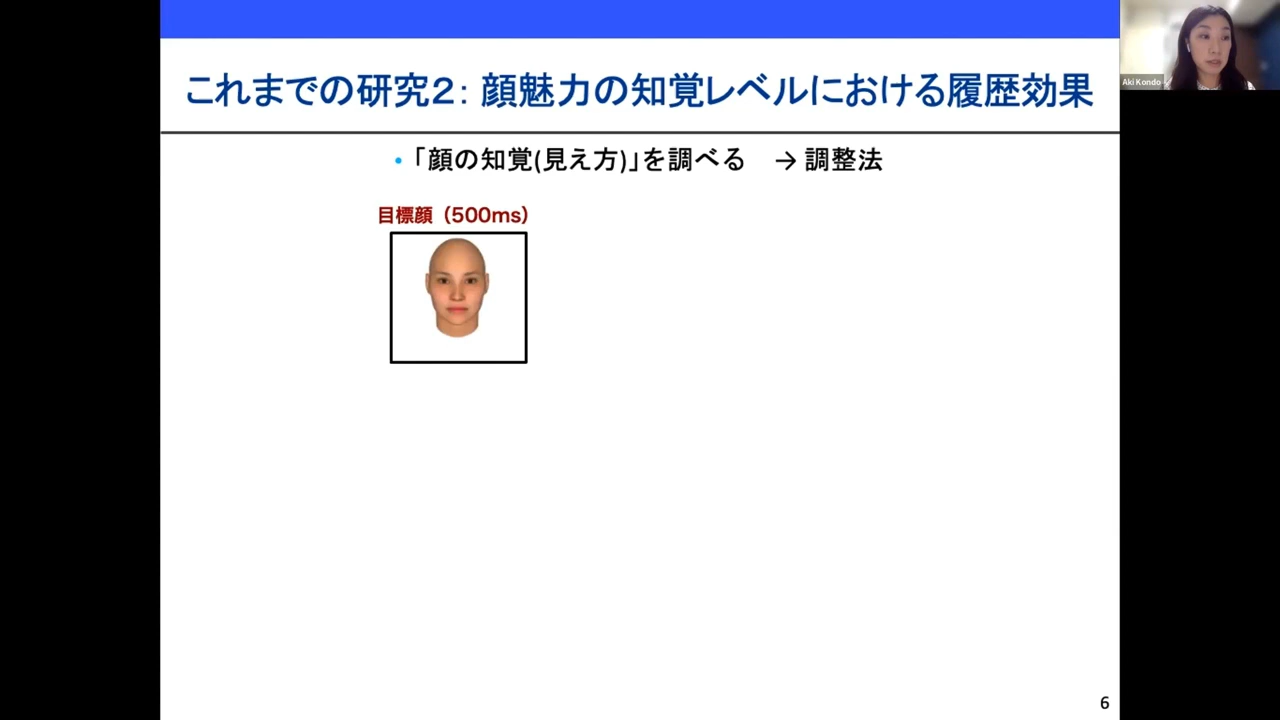 これまでの研究２： 顔魅力の知覚レベルにおける履歴効果
Aki Kondo
• 「顔の知覚(見え方)」を調べる　→ 調整法
目標顔（500ms）
6